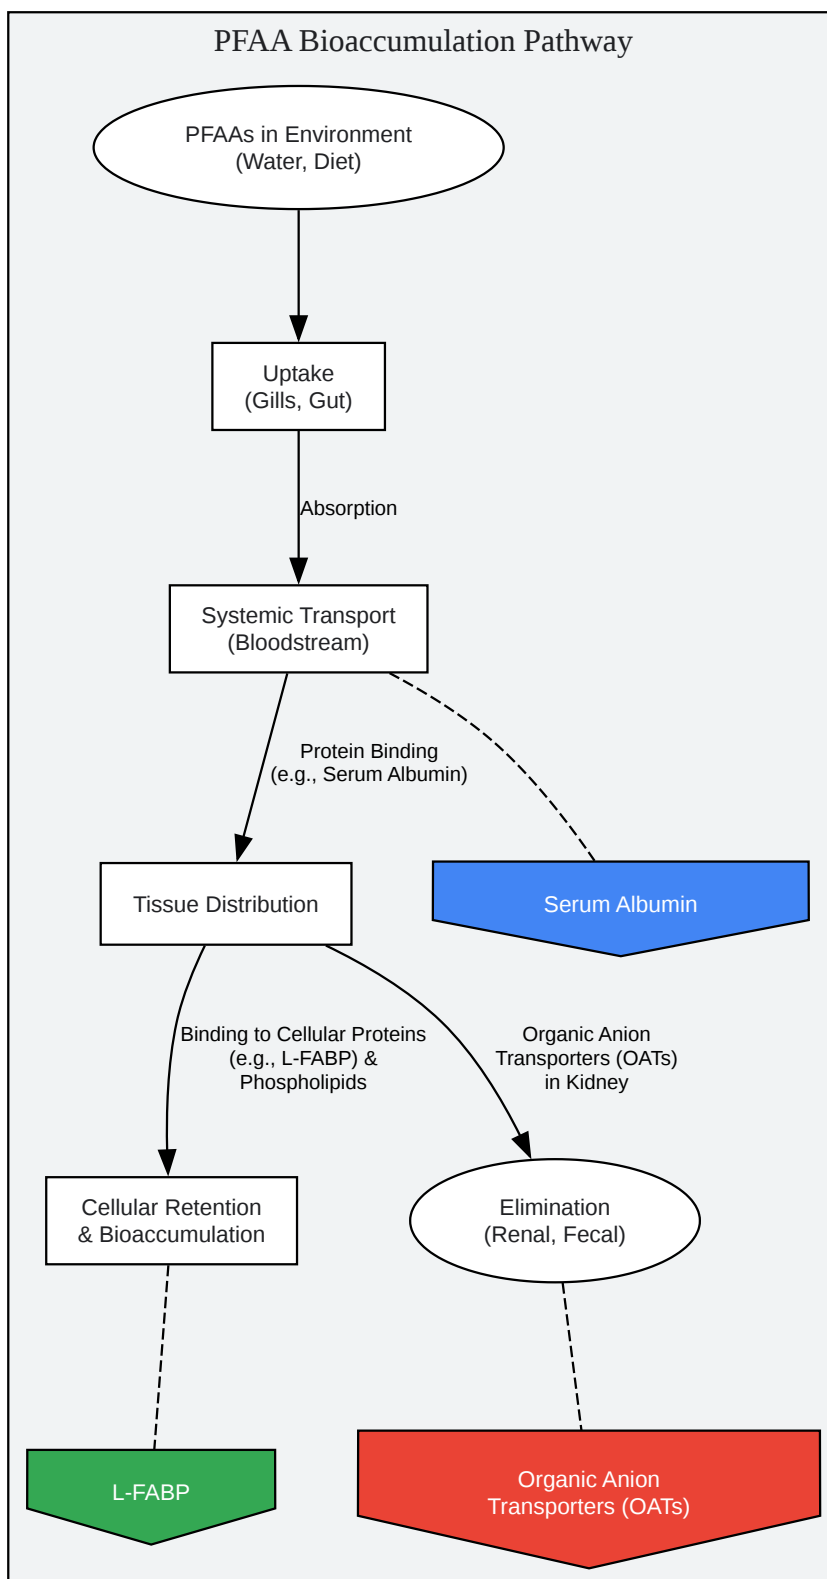 PFAA Bioaccumulation Pathway
PFAAs in Environment
(Water, Diet)
Uptake
(Gills, Gut)
Absorption
Systemic Transport
(Bloodstream)
Protein Binding
(e.g., Serum Albumin)
Tissue Distribution
Serum Albumin
Binding to Cellular Proteins
(e.g., L-FABP) &
Phospholipids
Organic Anion
Transporters (OATs)
in Kidney
Cellular Retention
& Bioaccumulation
Elimination
(Renal, Fecal)
L-FABP
Organic Anion
Transporters (OATs)